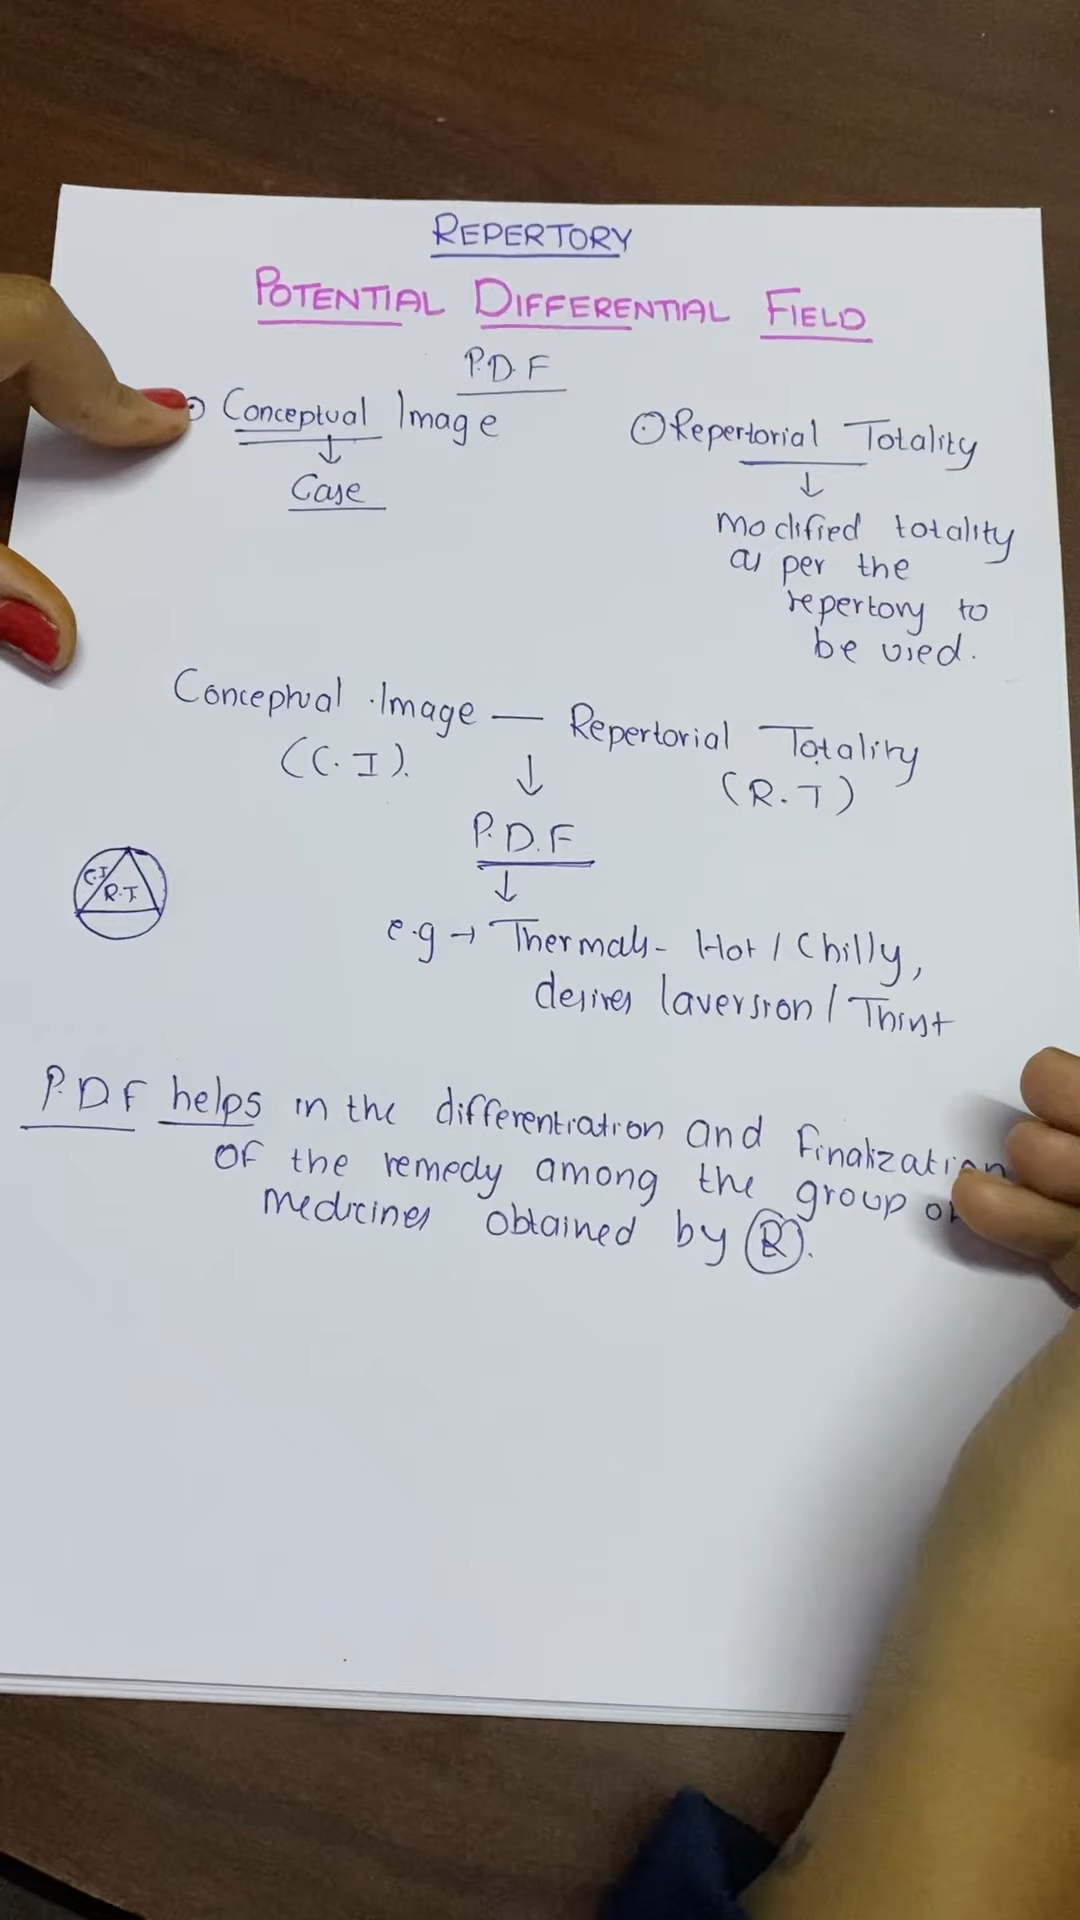 REPERTORY
POTENTIAL DIFFERENTIAL FIELD
P.D.F
Conceptual Image
↓
Case
Repertorial Totality
↓
modified totality
as per the
repertory to
be used.
Conceptual Image — Repertorial Totality
(C.I). ↓ (R.T)
P.D.F
↓
C.I
R.T.
e.g → Thermals - Hot / Chilly,
desires /aversion / Thirst
P.D.F helps in the differentiation and finalization
of the remedy among the group
medicines obtained by R.